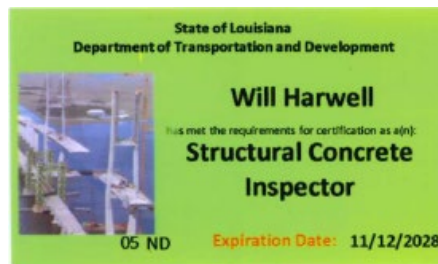 State of Louisiana
Department of Transportation and Development
Will Harwell
has met the requirements for certification as a(n):
Structural Concrete
Inspector
05 ND
Expiration Date: 11/12/2028